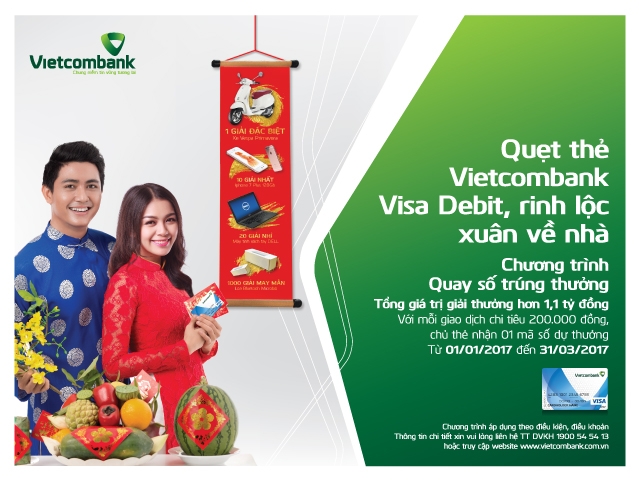 Vietcombank
Chung niềm tin vững tương lai
1 GIẢI ĐẶC BIỆT
Xe Vespa Primavera
10 GIẢI NHẤT
20 GIẢI NHÌ
DELL
1000 GIẢI MAY MẮN
Quẹt thẻ
Vietcombank
Visa Debit, rinh lộc
xuân về nhà
Chương trình
Quay số trúng thưởng
Tổng giá trị giải thưởng hơn 1,1 tỷ đồng
Với mỗi giao dịch chi tiêu 200.000 đồng,
chủ thẻ nhận 01 mã số dự thưởng
Từ 01/01/2017 đến 31/03/2017
Vietcombank
VISA
Chương trình áp dụng theo điều kiện, điều khoản
Thông tin chi tiết xin vui lòng liên hệ TT DVKH 1900 54 54 13
hoặc truy cập website www.vietcombank.com.vn